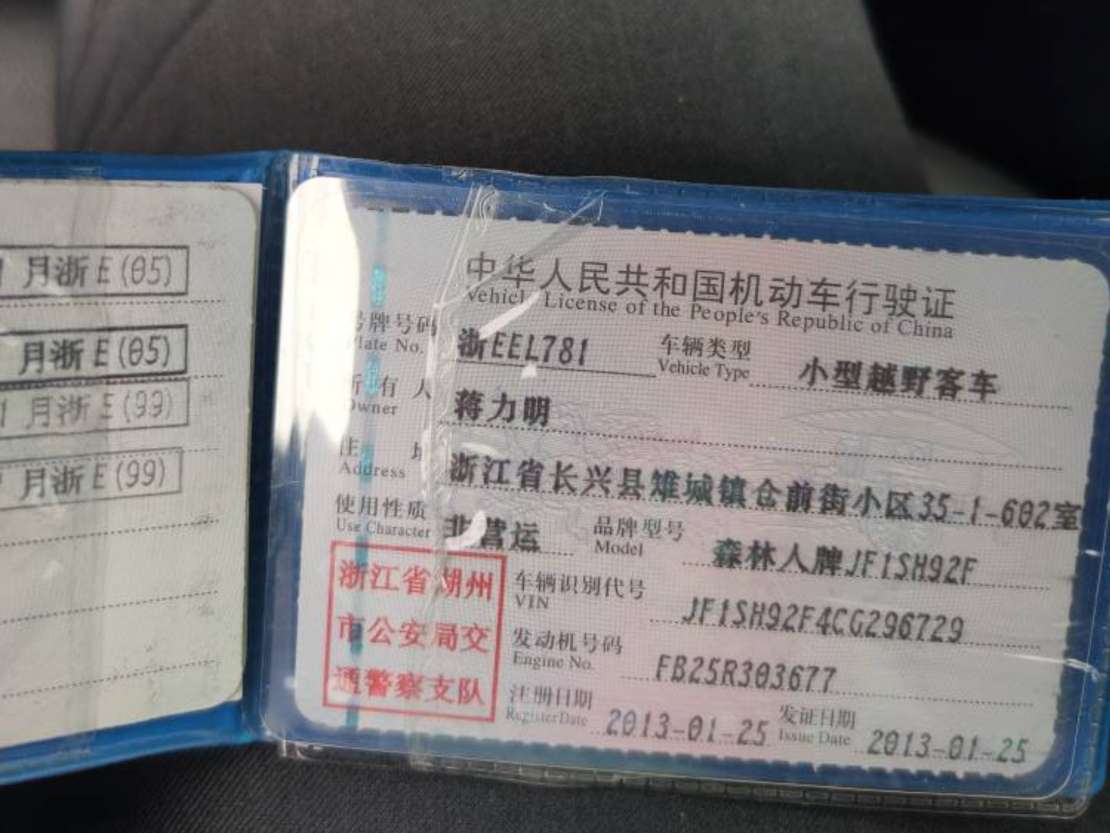 月浙E(05)
月浙E(05)
月浙E(99)
月浙E(99)
中华人民共和国机动车行驶证
Vehicle License of the People's Republic of China
号牌号码 浙EEL781 车辆类型 小型越野客车
Plate No. Vehicle Type
所有人 蒋力明
Owner
住址 浙江省长兴县雉城镇仓前街小区35-1-602室
Address
使用性质 非营运 品牌型号 森林人牌JF1SH92F
Use Character Model
浙江省湖州
市公安局交
通警察支队
车辆识别代号 JF1SH92F4CG296729
VIN
发动机号码 FB25R303677
Engine No.
注册日期 2013-01-25 发证日期 2013-01-25
Register Date Issue Date